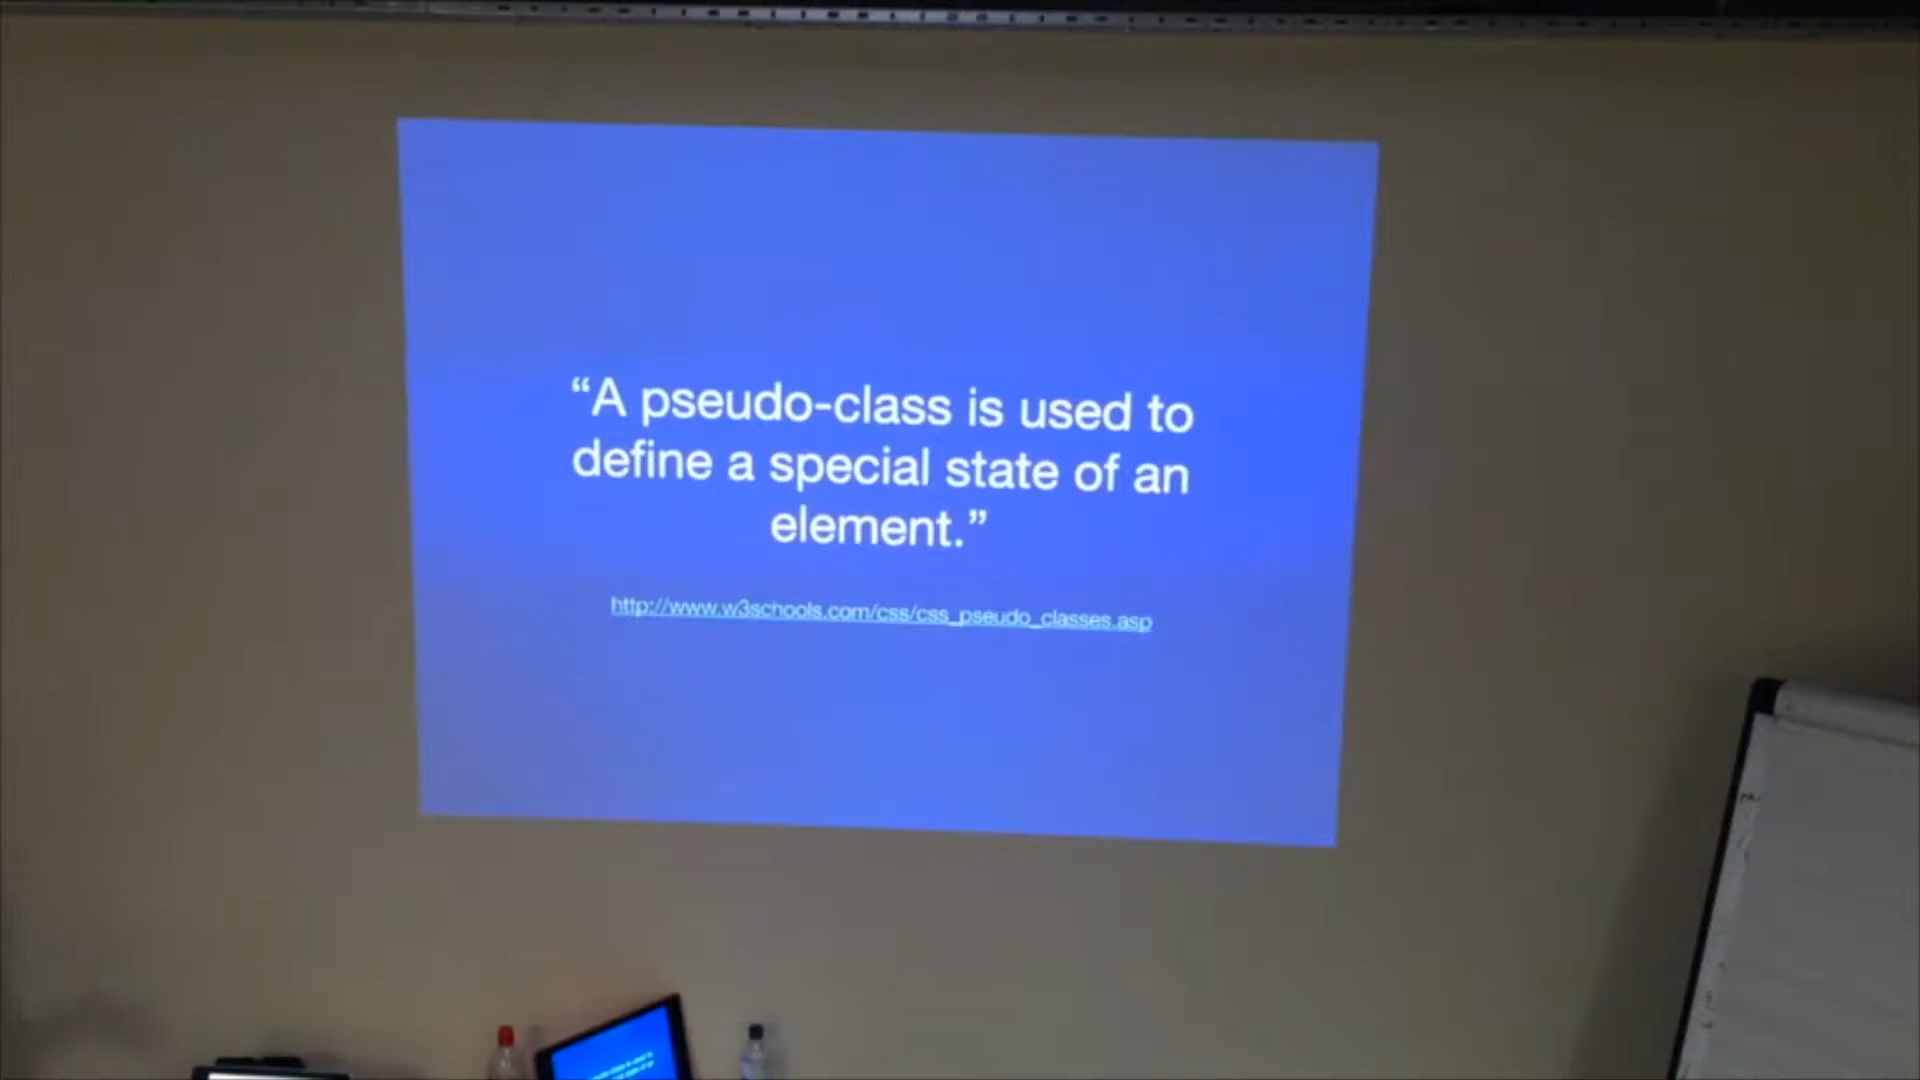 “A pseudo-class is used to
define a special state of an
element.”
http://www.w3schools.com/css/css_pseudo_classes.asp